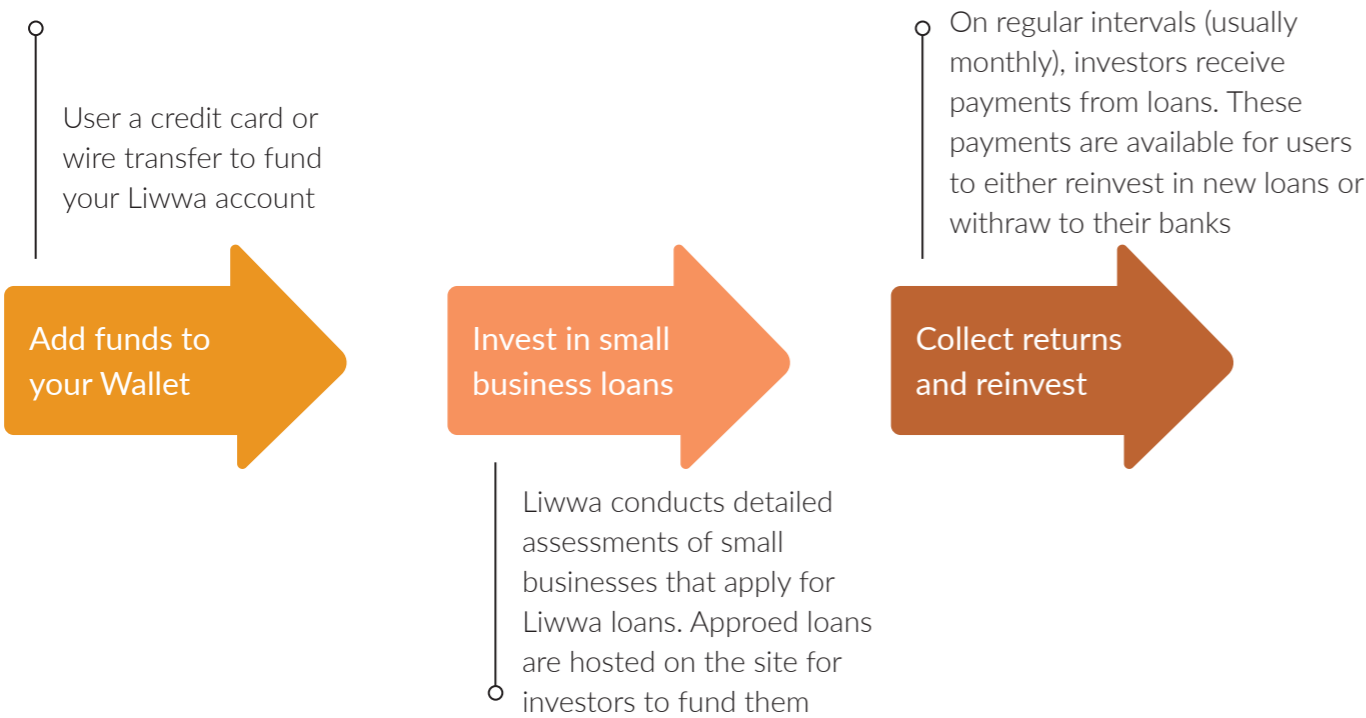 User a credit card or
wire transfer to fund
your Liwwa account
Add funds to
your Wallet
Invest in small
business loans
Liwwa conducts detailed
assessments of small
businesses that apply for
Liwwa loans. Approed loans
are hosted on the site for
investors to fund them
On regular intervals (usually
monthly), investors receive
payments from loans. These
payments are available for users
to either reinvest in new loans or
withraw to their banks
Collect returns
and reinvest